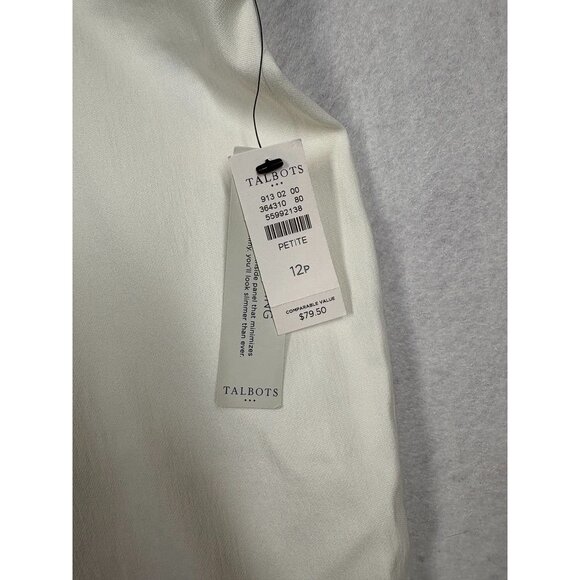 TALBOTS
913 02 00
364310 80
55992138
PETITE
12P
COMPARABLE VALUE
$79.50
side panel that minimizes
you'll look slimmer than ever.
TALBOTS